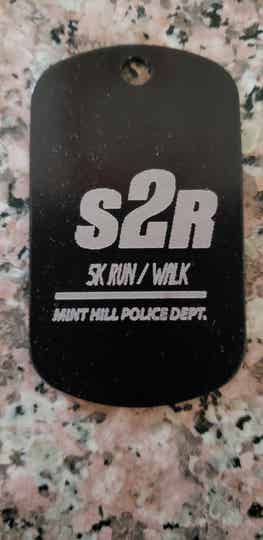 S2R
5K RUN / WALK
MINT HILL POLICE DEPT.